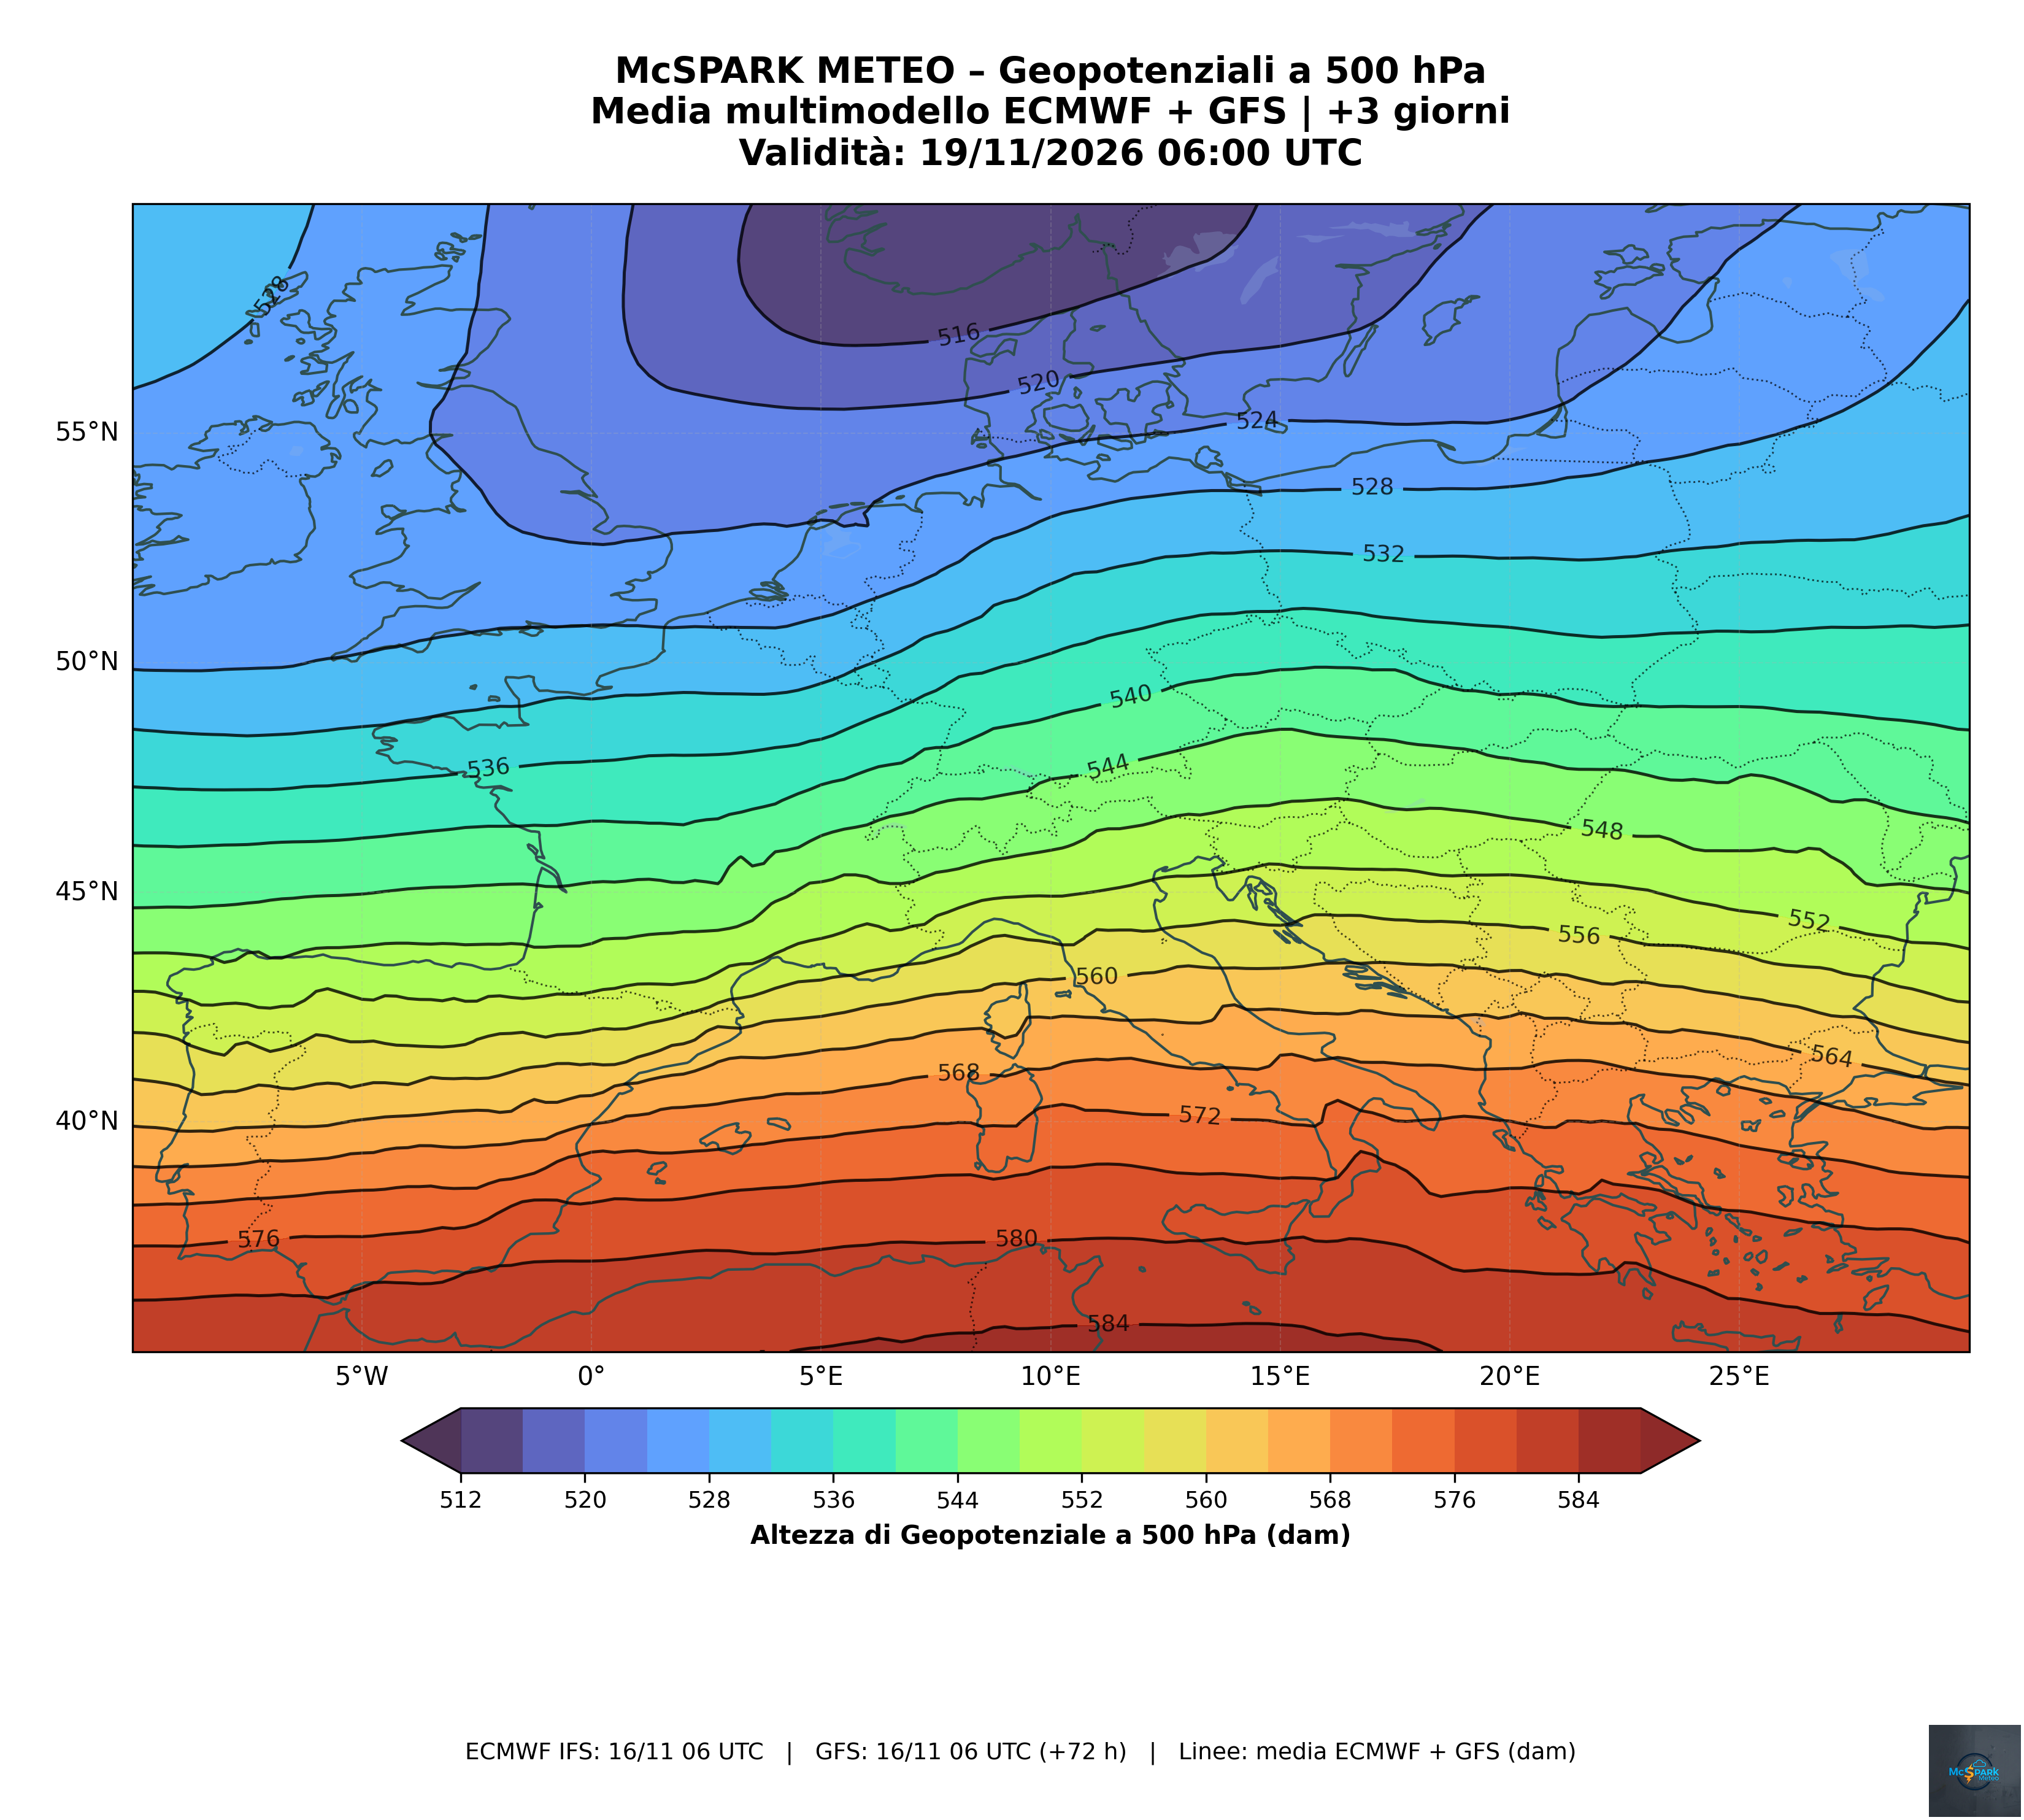 McSPARK METEO – Geopotenziali a 500 hPa
Media multimodello ECMWF + GFS | +3 giorni
Validità: 19/11/2026 06:00 UTC
528
516
520
524
55°N
528
532
50°N
540
544
536
548
45°N
552
556
560
564
568
572
40°N
576
580
584
5°W 0° 5°E 10°E 15°E 20°E 25°E
512 520 528 536 544 552 560 568 576 584
Altezza di Geopotenziale a 500 hPa (dam)
ECMWF IFS: 16/11 06 UTC | GFS: 16/11 06 UTC (+72 h) | Linee: media ECMWF + GFS (dam)
McSPARK
Meteo